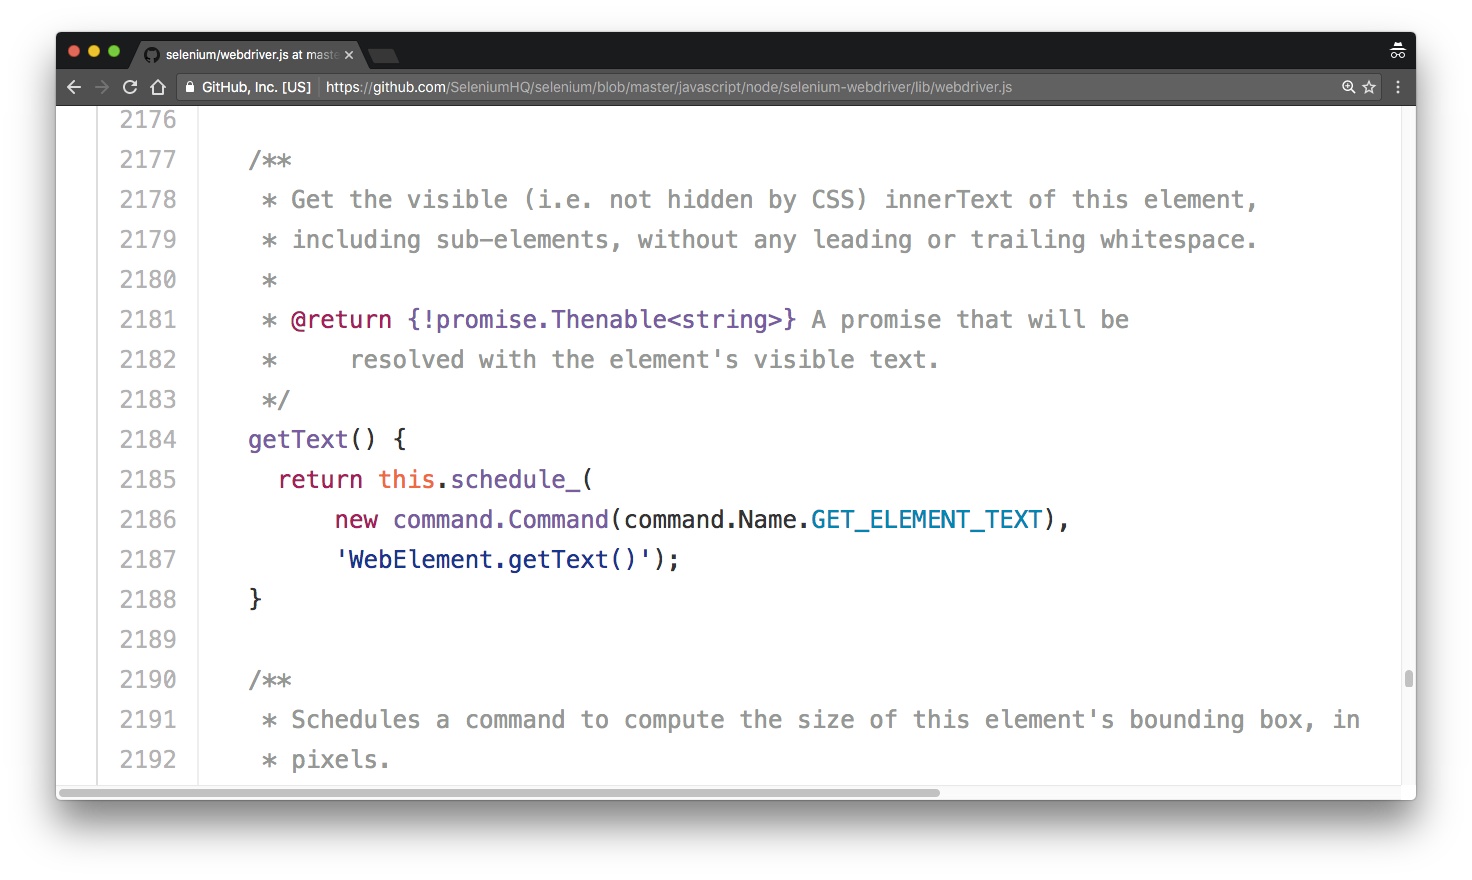 selenium/webdriver.js at maste
GitHub, Inc. [US] https://github.com/SeleniumHQ/selenium/blob/master/javascript/node/selenium-webdriver/lib/webdriver.js
2176
2177 /**
2178 * Get the visible (i.e. not hidden by CSS) innerText of this element,
2179 * including sub-elements, without any leading or trailing whitespace.
2180 *
2181 * @return {!promise.Thenable<string>} A promise that will be
2182 * resolved with the element's visible text.
2183 */
2184 getText() {
2185 return this.schedule_(
2186 new command.Command(command.Name.GET_ELEMENT_TEXT),
2187 'WebElement.getText()');
2188 }
2189
2190 /**
2191 * Schedules a command to compute the size of this element's bounding box, in
2192 * pixels.